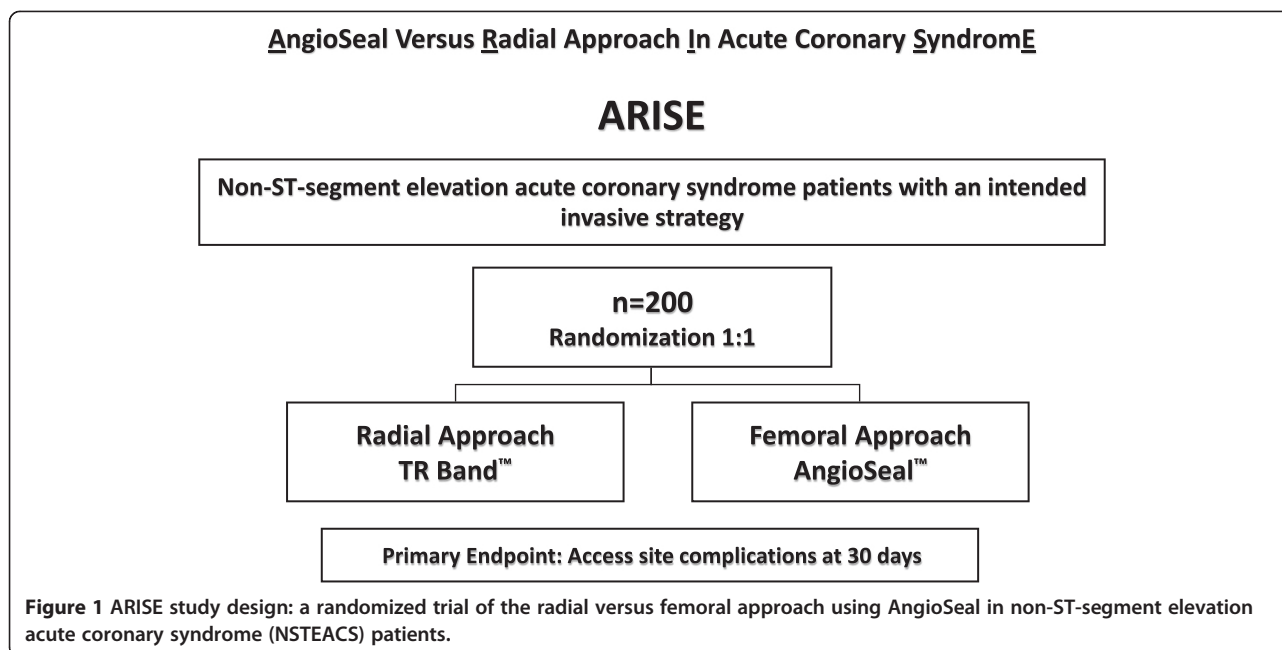 AngioSeal Versus Radial Approach In Acute Coronary SyndromE
ARISE
Non-ST-segment elevation acute coronary syndrome patients with an intended
invasive strategy
n=200
Randomization 1:1
Radial Approach
TR Band™
Femoral Approach
AngioSeal™
Primary Endpoint: Access site complications at 30 days
Figure 1 ARISE study design: a randomized trial of the radial versus femoral approach using AngioSeal in non-ST-segment elevation
acute coronary syndrome (NSTEACS) patients.